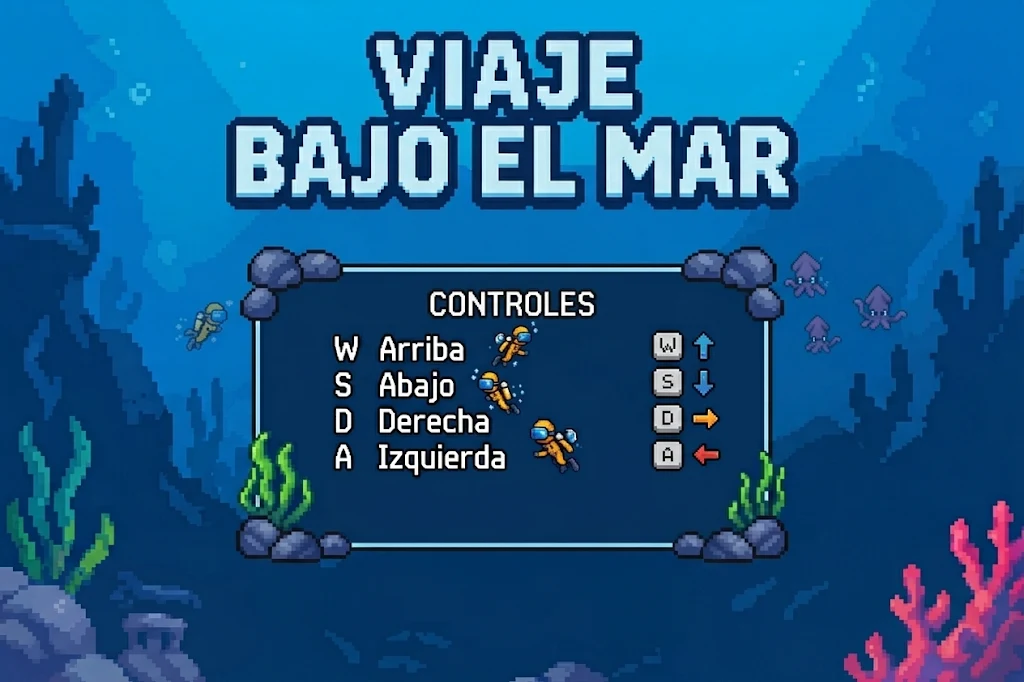 VIAJE
BAJO EL MAR
CONTROLES
W Arriba W
S Abajo S
D Derecha D
A Izquierda A